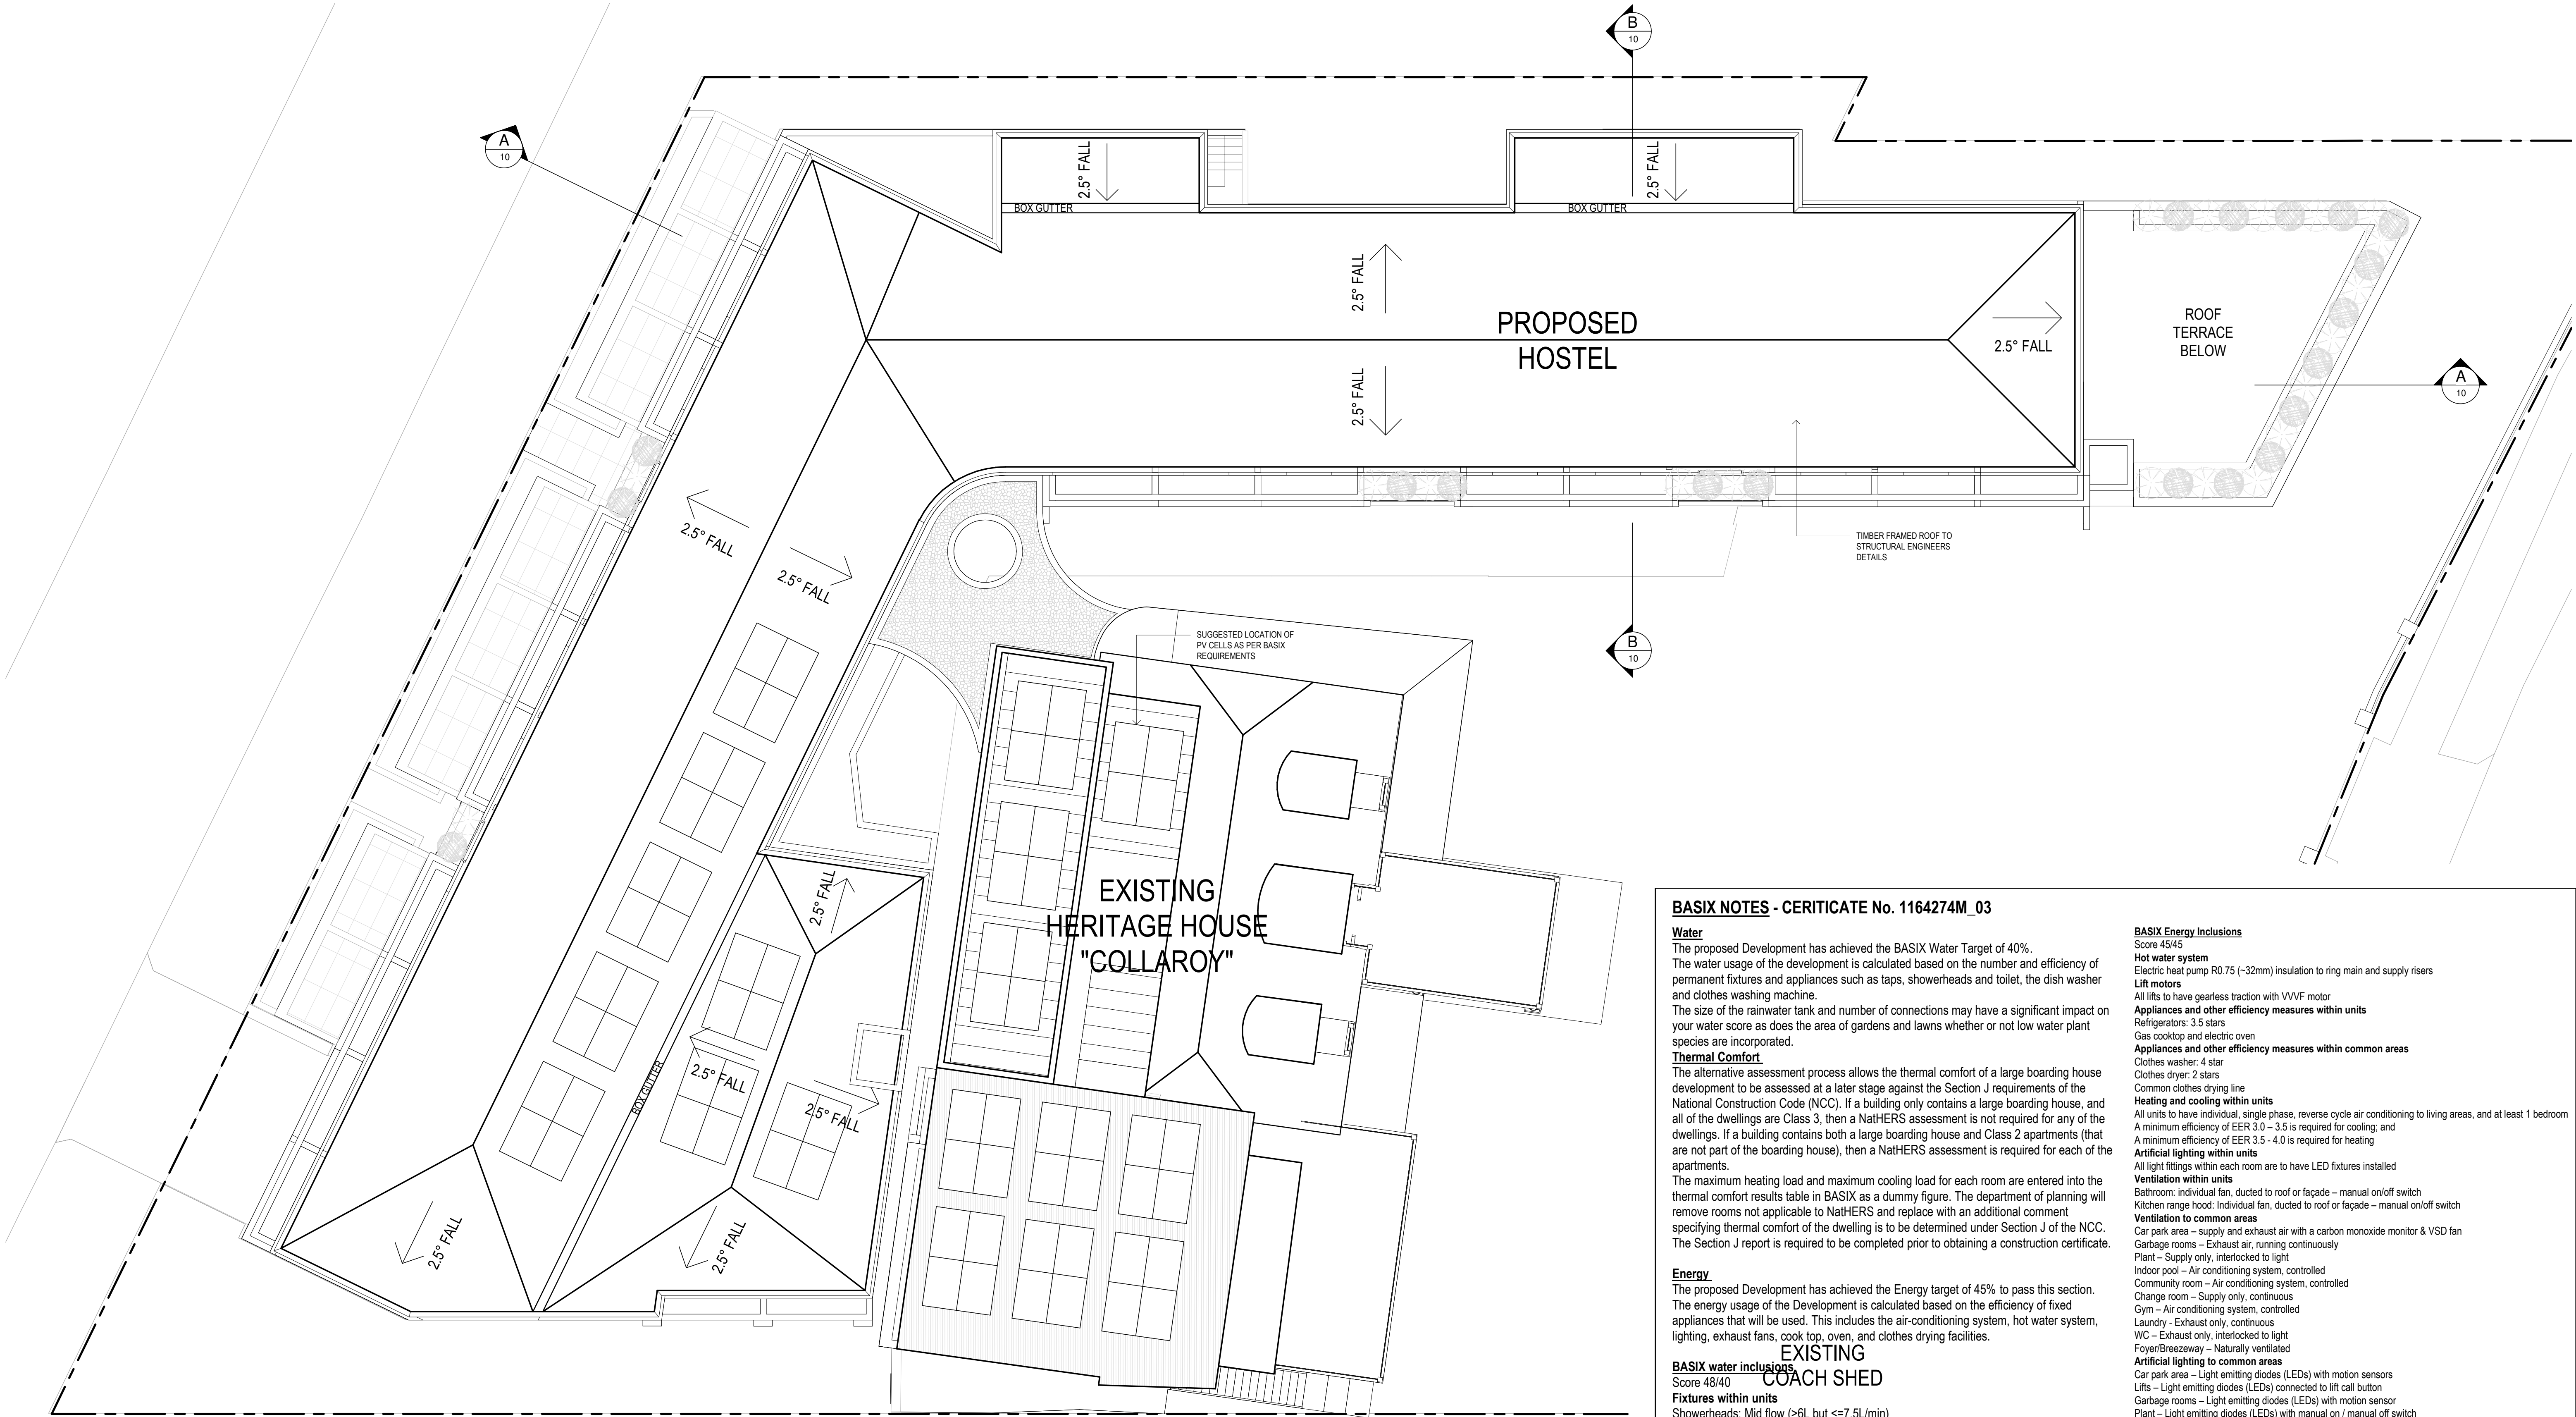 B
10
A
10
2.5° FALL
BOX GUTTER
2.5° FALL
BOX GUTTER
2.5° FALL
PROPOSED
HOSTEL
2.5° FALL
2.5° FALL
ROOF
TERRACE
BELOW
A
10
2.5° FALL
2.5° FALL
TIMBER FRAMED ROOF TO
STRUCTURAL ENGINEERS
DETAILS
SUGGESTED LOCATION OF
PV CELLS AS PER BASIX
REQUIREMENTS
B
10
2.5° FALL
EXISTING
HERITAGE HOUSE
"COLLAROY"
BOX GUTTER
2.5° FALL
2.5° FALL
2.5° FALL
2.5° FALL
BASIX NOTES - CERITICATE No. 1164274M_03
Water
The proposed Development has achieved the BASIX Water Target of 40%.
The water usage of the development is calculated based on the number and efficiency of
permanent fixtures and appliances such as taps, showerheads and toilet, the dish washer
and clothes washing machine.
The size of the rainwater tank and number of connections may have a significant impact on
your water score as does the area of gardens and lawns whether or not low water plant
species are incorporated.
Thermal Comfort
The alternative assessment process allows the thermal comfort of a large boarding house
development to be assessed at a later stage against the Section J requirements of the
National Construction Code (NCC). If a building only contains a large boarding house, and
all of the dwellings are Class 3, then a NatHERS assessment is not required for any of the
dwellings. If a building contains both a large boarding house and Class 2 apartments (that
are not part of the boarding house), then a NatHERS assessment is required for each of the
apartments.
The maximum heating load and maximum cooling load for each room are entered into the
thermal comfort results table in BASIX as a dummy figure. The department of planning will
remove rooms not applicable to NatHERS and replace with an additional comment
specifying thermal comfort of the dwelling is to be determined under Section J of the NCC.
The Section J report is required to be completed prior to obtaining a construction certificate.
Energy
The proposed Development has achieved the Energy target of 45% to pass this section.
The energy usage of the Development is calculated based on the efficiency of fixed
appliances that will be used. This includes the air-conditioning system, hot water system,
lighting, exhaust fans, cook top, oven, and clothes drying facilities.
EXISTING
COACH SHED
BASIX water inclusions
Score 48/40
Fixtures within units
Showerheads: Mid flow (>6L but <=7.5L/min)
BASIX Energy Inclusions
Score 45/45
Hot water system
Electric heat pump R0.75 (~32mm) insulation to ring main and supply risers
Lift motors
All lifts to have gearless traction with VVVF motor
Appliances and other efficiency measures within units
Refrigerators: 3.5 stars
Gas cooktop and electric oven
Appliances and other efficiency measures within common areas
Clothes washer: 4 star
Clothes dryer: 2 stars
Common clothes drying line
Heating and cooling within units
All units to have individual, single phase, reverse cycle air conditioning to living areas, and at least 1 bedroom
A minimum efficiency of EER 3.0 – 3.5 is required for cooling; and
A minimum efficiency of EER 3.5 - 4.0 is required for heating
Artificial lighting within units
All light fittings within each room are to have LED fixtures installed
Ventilation within units
Bathroom: individual fan, ducted to roof or façade – manual on/off switch
Kitchen range hood: Individual fan, ducted to roof or façade – manual on/off switch
Ventilation to common areas
Car park area – supply and exhaust air with a carbon monoxide monitor & VSD fan
Garbage rooms – Exhaust air, running continuously
Plant – Supply only, interlocked to light
Indoor pool – Air conditioning system, controlled
Community room – Air conditioning system, controlled
Change room – Supply only, continuous
Gym – Air conditioning system, controlled
Laundry - Exhaust only, continuous
WC – Exhaust only, interlocked to light
Foyer/Breezeway – Naturally ventilated
Artificial lighting to common areas
Car park area – Light emitting diodes (LEDs) with motion sensors
Lifts – Light emitting diodes (LEDs) connected to lift call button
Garbage rooms – Light emitting diodes (LEDs) with motion sensor
Plant – Light emitting diodes (LEDs) with manual on / manual off switch